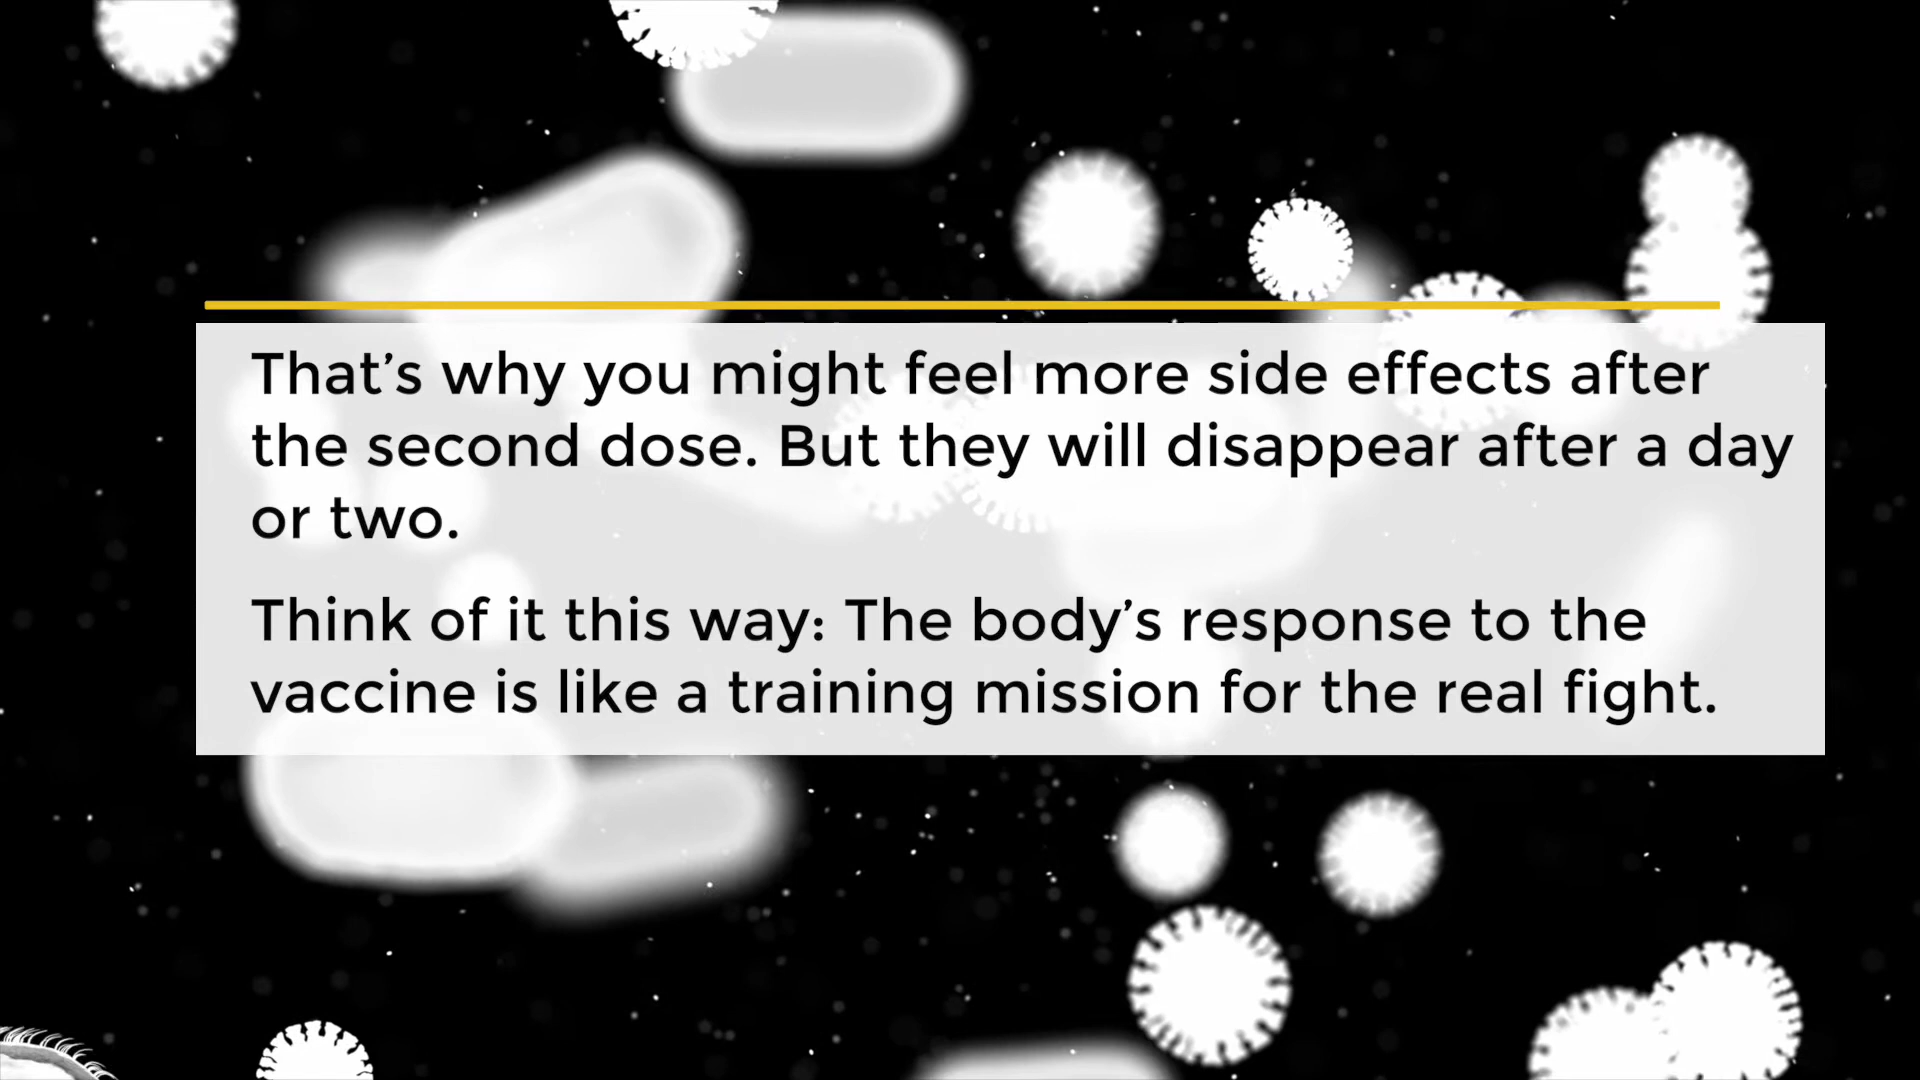 That’s why you might feel more side effects after
the second dose. But they will disappear after a day
or two.
Think of it this way: The body’s response to the
vaccine is like a training mission for the real fight.